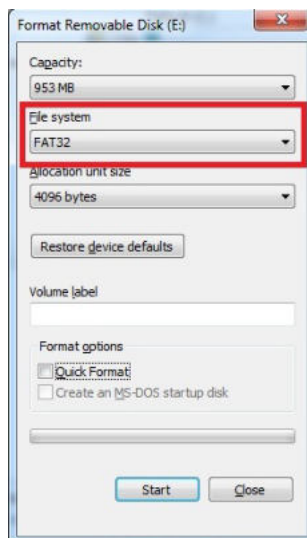 Format Removable Disk (E:)
Capacity:
953 MB
File system
FAT32
Allocation unit size
4096 bytes
Restore device defaults
Volume label
Format options
Quick Format
Create an MS-DOS startup disk
Start
Close